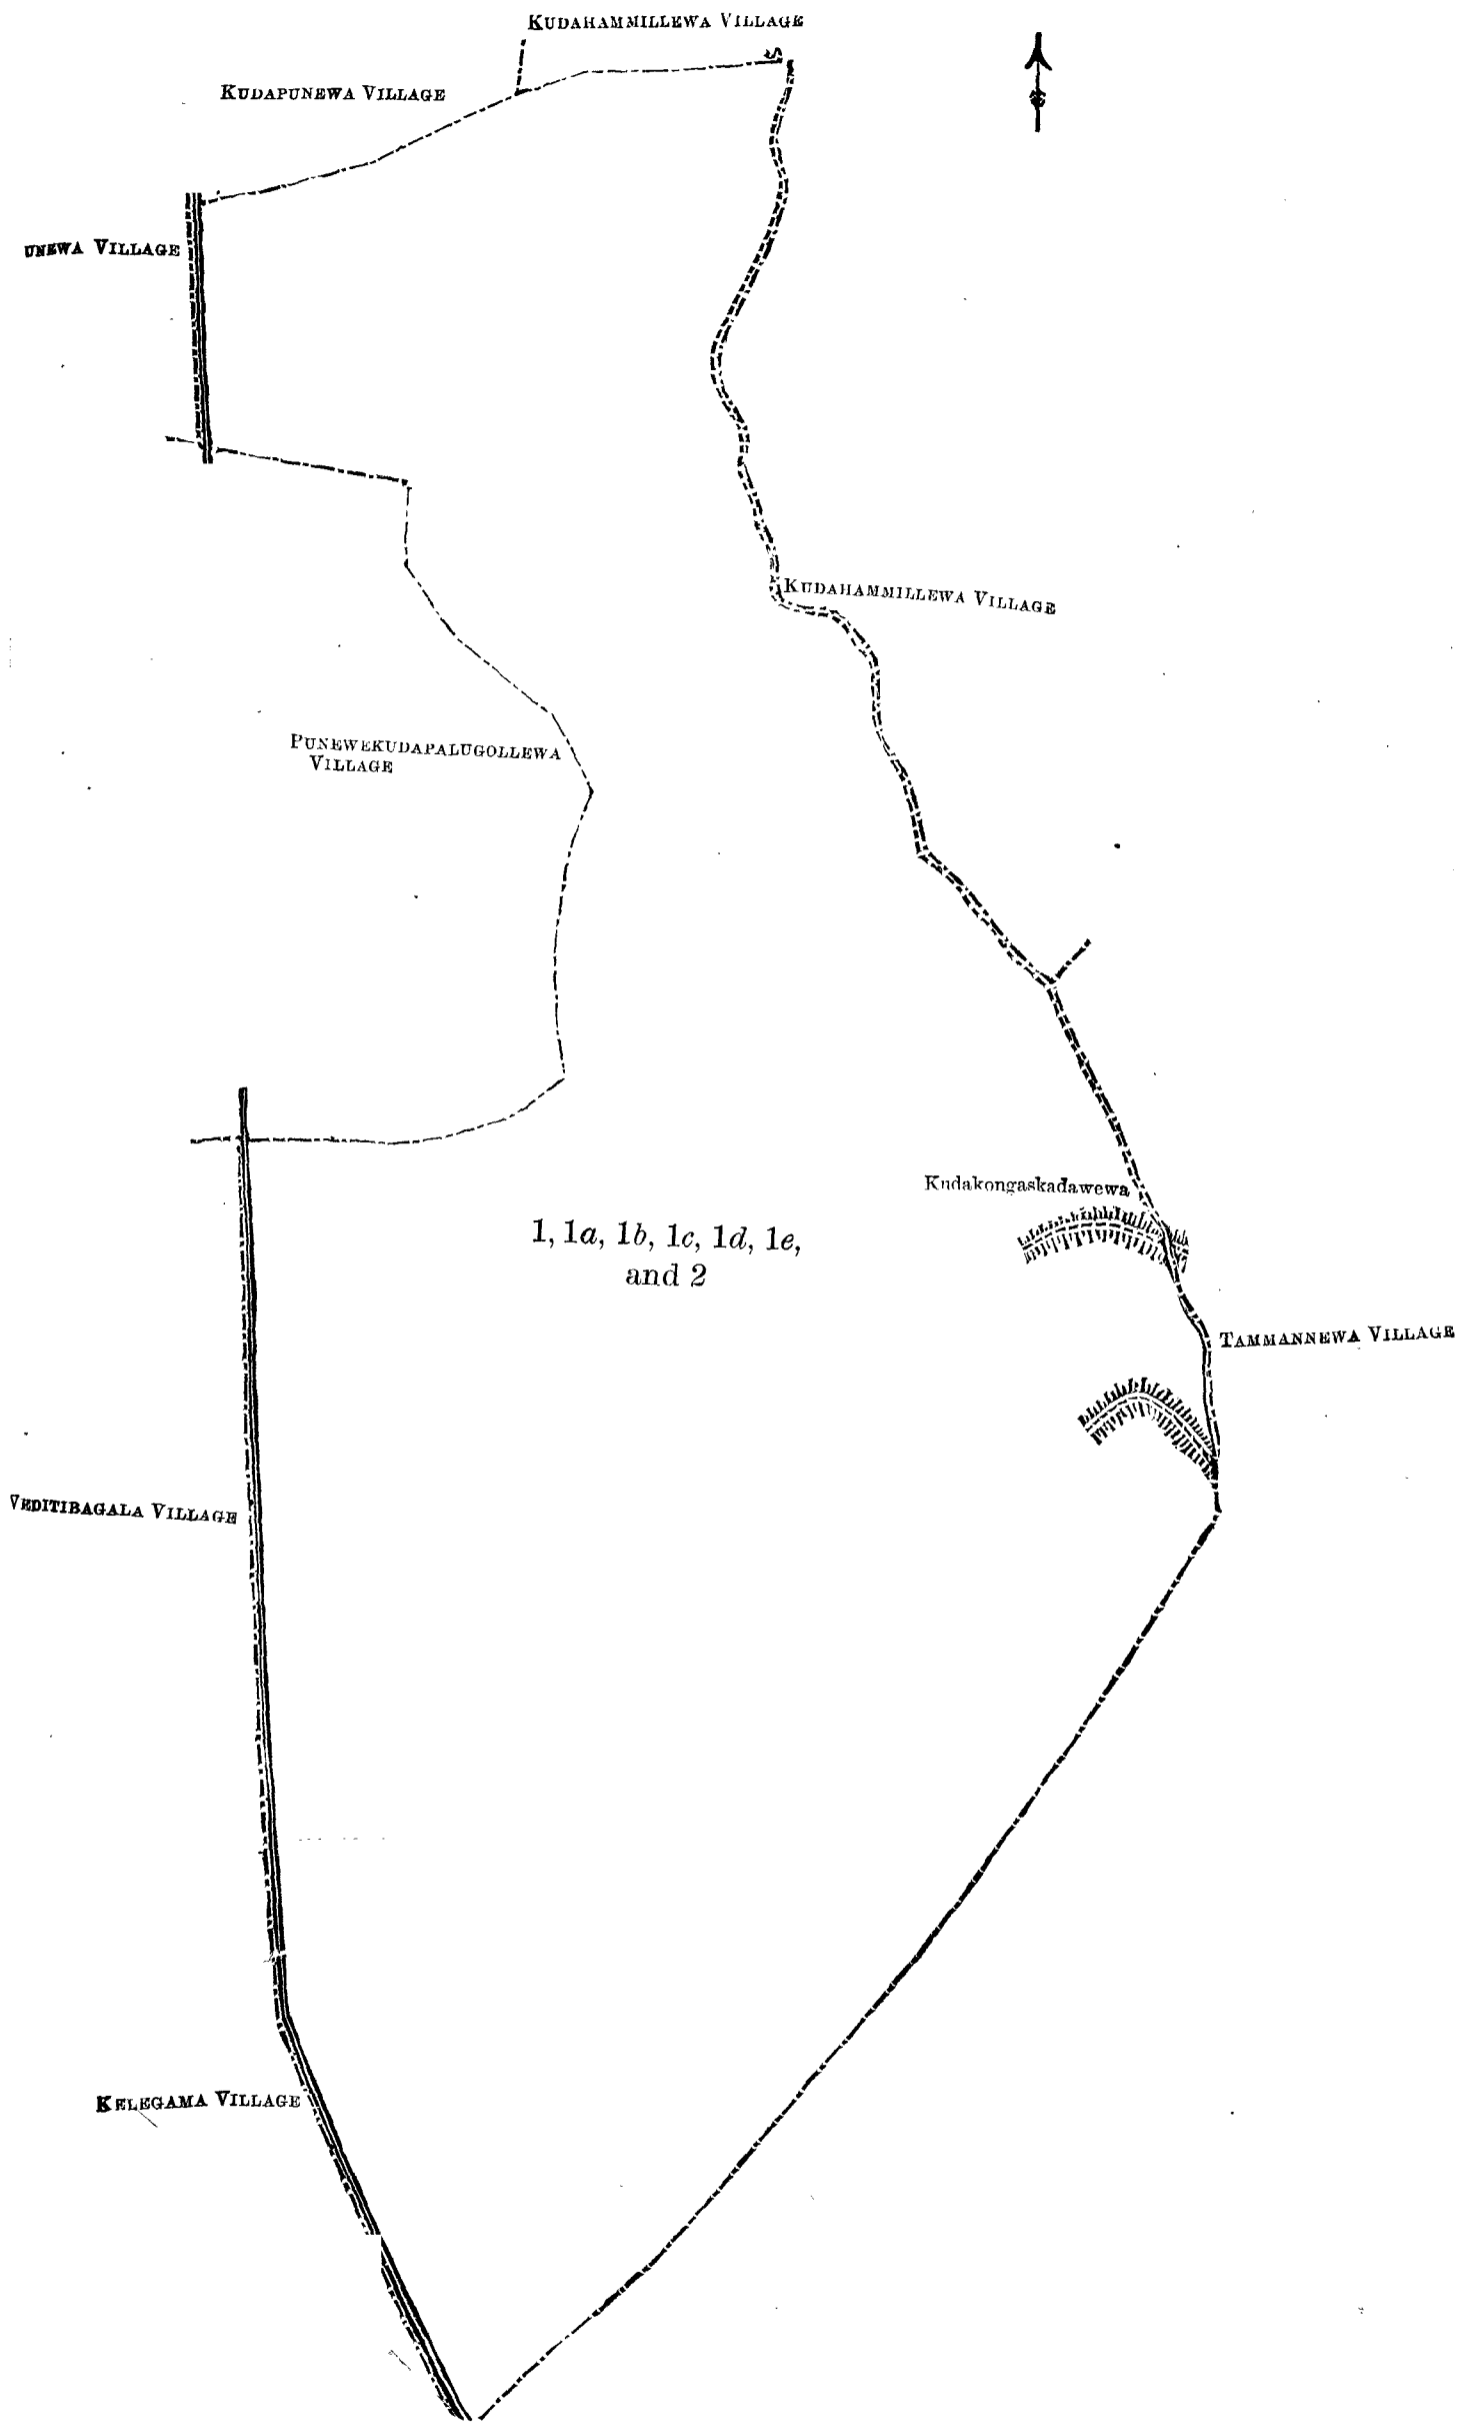 KUDAHAMMILLEWA VILLAGE
KUDAPUNEWA VILLAGE
UNEWA VILLAGE
KUDAHAMMILLEWA VILLAGE
PUNEWEKUDAPALUGOLLEWA
VILLAGE
Kudakongaskadawewa
1, 1a, 1b, 1c, 1d, 1e,
and 2
TAMMANNEWA VILLAGE
VEDITIBAGALA VILLAGE
KELEGAMA VILLAGE